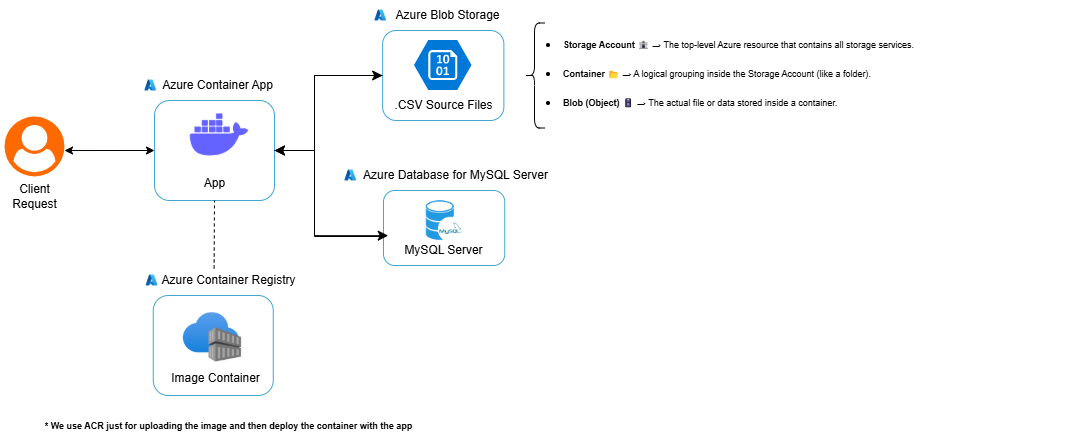 Azure Blob Storage
10
01
.CSV Source Files
Storage Account 🏦 → The top-level Azure resource that contains all storage services.
Container 📁 → A logical grouping inside the Storage Account (like a folder).
Blob (Object) 🗄 → The actual file or data stored inside a container.
Azure Container App
App
Client
Request
Azure Database for MySQL Server
MySQL
MySQL Server
Azure Container Registry
Image Container
* We use ACR just for uploading the image and then deploy the container with the app